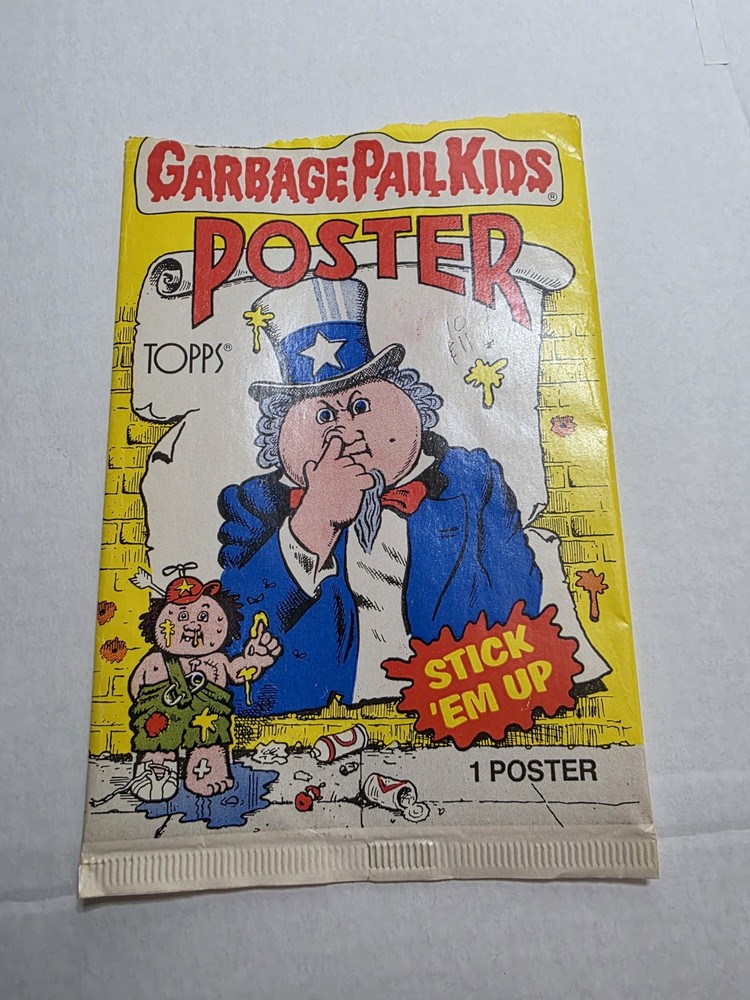 GARBAGE PAIL KIDS®
POSTER
TOPPS®
STICK
'EM UP
1 POSTER